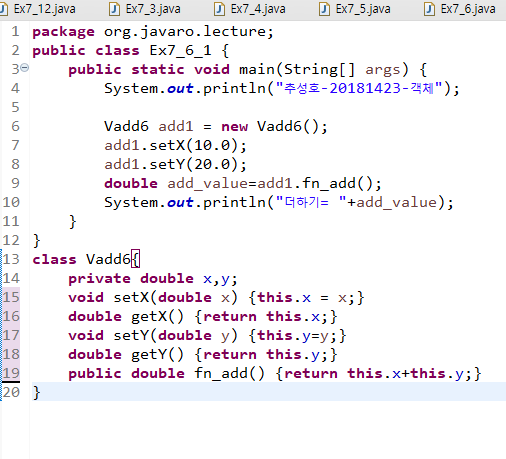 Ex7_12.java Ex7_3.java Ex7_4.java Ex7_5.java Ex7_6.java
1 package org.javaro.lecture;
2 public class Ex7_6_1 {
3 public static void main(String[] args) {
4 System.out.println("추성호-20181423-객체");
5
6 Vadd6 add1 = new Vadd6();
7 add1.setX(10.0);
8 add1.setY(20.0);
9 double add_value=add1.fn_add();
10 System.out.println("더하기= "+add_value);
11 }
12 }
13 class Vadd6{
14 private double x,y;
15 void setX(double x) {this.x = x;}
16 double getX() {return this.x;}
17 void setY(double y) {this.y=y;}
18 double getY() {return this.y;}
19 public double fn_add() {return this.x+this.y;}
20 }